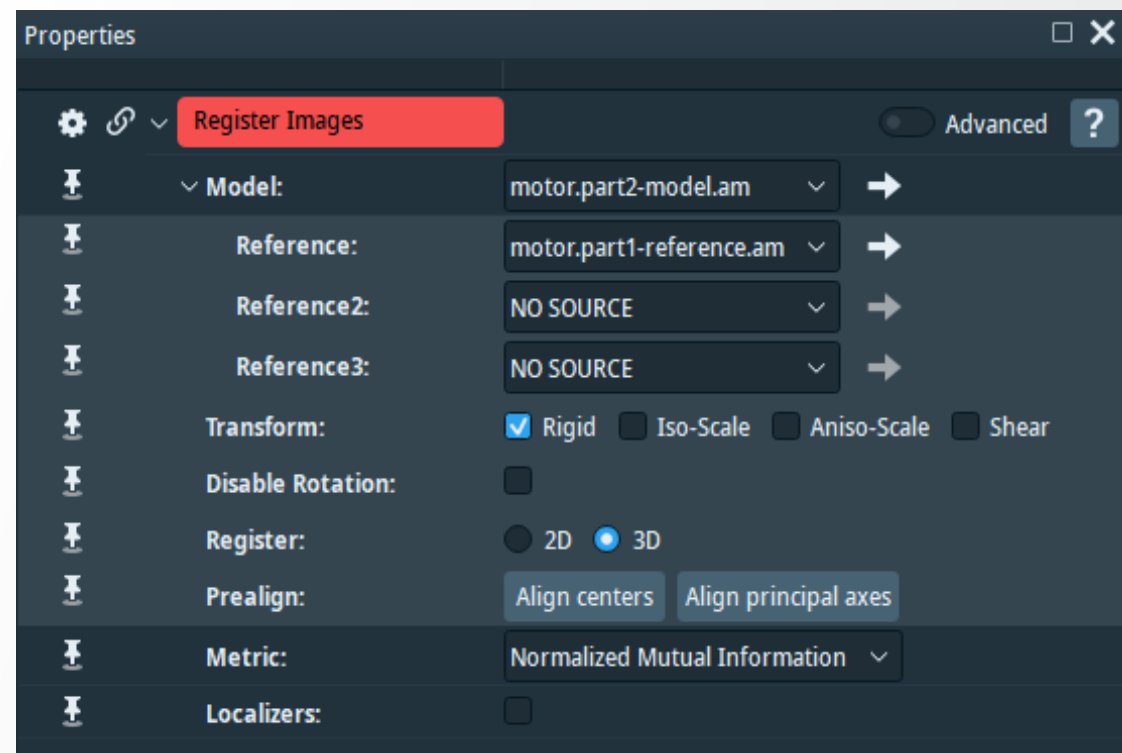 Properties
Register Images Advanced ?
Model: motor.part2-model.am
Reference: motor.part1-reference.am
Reference2: NO SOURCE
Reference3: NO SOURCE
Transform: Rigid Iso-Scale Aniso-Scale Shear
Disable Rotation:
Register: 2D 3D
Prealign: Align centers Align principal axes
Metric: Normalized Mutual Information
Localizers: